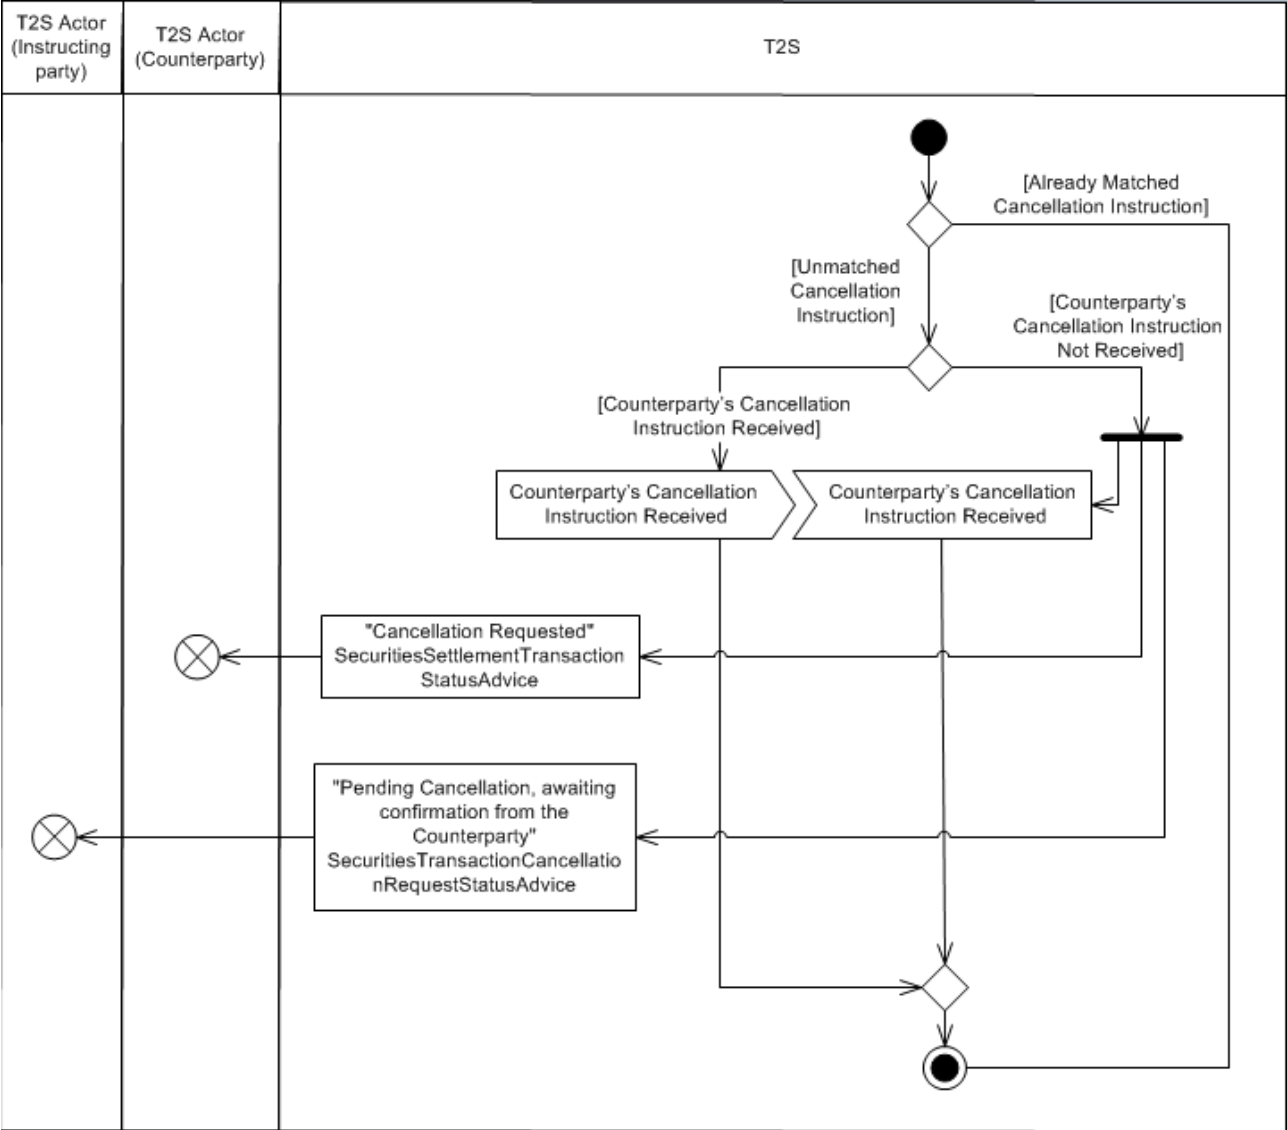 T2S Actor
(Instructing
party)
T2S Actor
(Counterparty)
T2S
[Already Matched
Cancellation Instruction]
[Unmatched
Cancellation
Instruction]
[Counterparty's
Cancellation Instruction
Not Received]
[Counterparty's Cancellation
Instruction Received]
Counterparty's Cancellation
Instruction Received
Counterparty's Cancellation
Instruction Received
"Cancellation Requested"
SecuritiesSettlementTransaction
StatusAdvice
"Pending Cancellation, awaiting
confirmation from the
Counterparty"
SecuritiesTransactionCancellatio
nRequestStatusAdvice